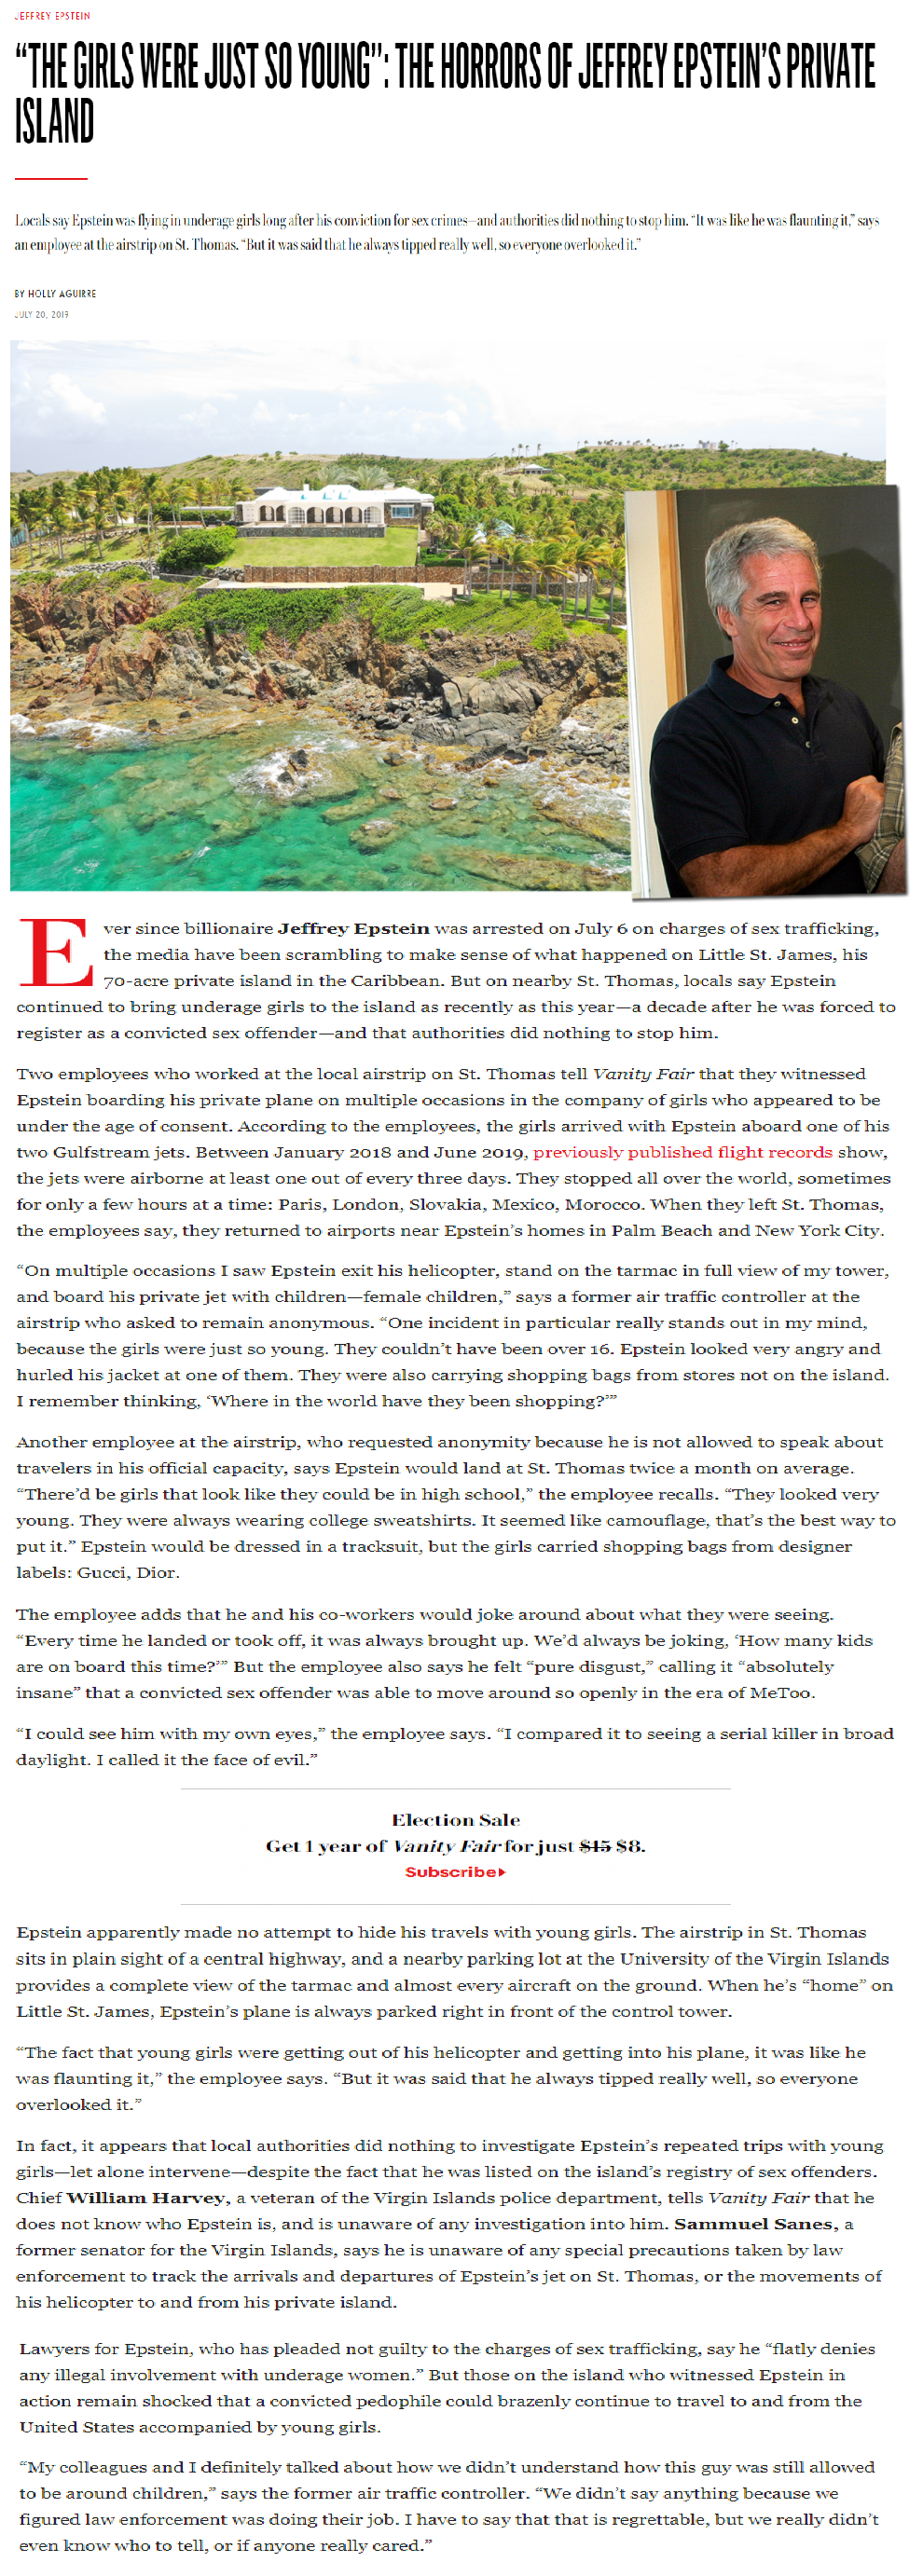 JEFFREY EPSTEIN
“THE GIRLS WERE JUST SO YOUNG”: THE HORRORS OF JEFFREY EPSTEIN’S PRIVATE
ISLAND
Locals say Epstein was flying in underage girls long after his conviction for sex crimes—and authorities did nothing to stop him. “It was like he was flaunting it,” says
an employee at the airstrip on St. Thomas. “But it was said that he always tipped really well, so everyone overlooked it.”
BY HOLLY AGUIRRE
JULY 20, 2019
Ever since billionaire Jeffrey Epstein was arrested on July 6 on charges of sex trafficking,
the media have been scrambling to make sense of what happened on Little St. James, his
70-acre private island in the Caribbean. But on nearby St. Thomas, locals say Epstein
continued to bring underage girls to the island as recently as this year—a decade after he was forced to
register as a convicted sex offender—and that authorities did nothing to stop him.
Two employees who worked at the local airstrip on St. Thomas tell Vanity Fair that they witnessed
Epstein boarding his private plane on multiple occasions in the company of girls who appeared to be
under the age of consent. According to the employees, the girls arrived with Epstein aboard one of his
two Gulfstream jets. Between January 2018 and June 2019, previously published flight records show,
the jets were airborne at least one out of every three days. They stopped all over the world, sometimes
for only a few hours at a time: Paris, London, Slovakia, Mexico, Morocco. When they left St. Thomas,
the employees say, they returned to airports near Epstein’s homes in Palm Beach and New York City.
“On multiple occasions I saw Epstein exit his helicopter, stand on the tarmac in full view of my tower,
and board his private jet with children—female children,” says a former air traffic controller at the
airstrip who asked to remain anonymous. “One incident in particular really stands out in my mind,
because the girls were just so young. They couldn’t have been over 16. Epstein looked very angry and
hurled his jacket at one of them. They were also carrying shopping bags from stores not on the island.
I remember thinking, ‘Where in the world have they been shopping?’”
Another employee at the airstrip, who requested anonymity because he is not allowed to speak about
travelers in his official capacity, says Epstein would land at St. Thomas twice a month on average.
“There’d be girls that look like they could be in high school,” the employee recalls. “They looked very
young. They were always wearing college sweatshirts. It seemed like camouflage, that’s the best way to
put it.” Epstein would be dressed in a tracksuit, but the girls carried shopping bags from designer
labels: Gucci, Dior.
The employee adds that he and his co-workers would joke around about what they were seeing.
“Every time he landed or took off, it was always brought up. We’d always be joking, ‘How many kids
are on board this time?’” But the employee also says he felt “pure disgust,” calling it “absolutely
insane” that a convicted sex offender was able to move around so openly in the era of MeToo.
“I could see him with my own eyes,” the employee says. “I compared it to seeing a serial killer in broad
daylight. I called it the face of evil.”
Election Sale
Get 1 year of Vanity Fair for just $15 $8.
Subscribe▸
Epstein apparently made no attempt to hide his travels with young girls. The airstrip in St. Thomas
sits in plain sight of a central highway, and a nearby parking lot at the University of the Virgin Islands
provides a complete view of the tarmac and almost every aircraft on the ground. When he’s “home” on
Little St. James, Epstein’s plane is always parked right in front of the control tower.
“The fact that young girls were getting out of his helicopter and getting into his plane, it was like he
was flaunting it,” the employee says. “But it was said that he always tipped really well, so everyone
overlooked it.”
In fact, it appears that local authorities did nothing to investigate Epstein’s repeated trips with young
girls—let alone intervene—despite the fact that he was listed on the island’s registry of sex offenders.
Chief William Harvey, a veteran of the Virgin Islands police department, tells Vanity Fair that he
does not know who Epstein is, and is unaware of any investigation into him. Sammuel Sanes, a
former senator for the Virgin Islands, says he is unaware of any special precautions taken by law
enforcement to track the arrivals and departures of Epstein’s jet on St. Thomas, or the movements of
his helicopter to and from his private island.
Lawyers for Epstein, who has pleaded not guilty to the charges of sex trafficking, say he “flatly denies
any illegal involvement with underage women.” But those on the island who witnessed Epstein in
action remain shocked that a convicted pedophile could brazenly continue to travel to and from the
United States accompanied by young girls.
“My colleagues and I definitely talked about how we didn’t understand how this guy was still allowed
to be around children,” says the former air traffic controller. “We didn’t say anything because we
figured law enforcement was doing their job. I have to say that that is regrettable, but we really didn’t
even know who to tell, or if anyone really cared.”